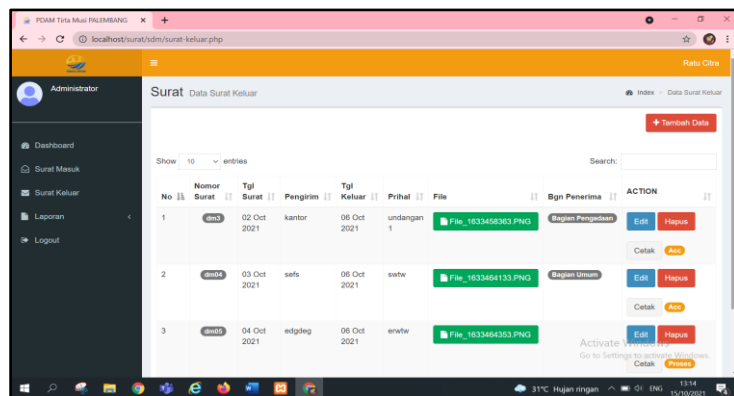 PDAM Tirta Musi PALEMBANG
localhost/surat/sdm/surat-keluar.php
Ratu Citra
Administrator
Surat Data Surat Keluar
Index > Data Surat Keluar
+ Tambah Data
Dashboard
Surat Masuk
Surat Keluar
Laporan
Logout
Show 10 entries
Search:
No Nomor Surat Tgl Surat Pengirim Tgl Keluar Prihal File Bgn Penerima ACTION
1 dm3 02 Oct 2021 kantor 06 Oct 2021 undangan 1 File_1633458363.PNG Bagian Pengadaan Edit Hapus
Cetak Acc
2 dm04 03 Oct 2021 sefs 06 Oct 2021 swtw File_1633464133.PNG Bagian Umum Edit Hapus
Cetak Acc
3 dm05 04 Oct 2021 edgdeg 06 Oct 2021 erwtw File_1633464353.PNG Edit Hapus
Cetak Proses
Activate Windows
Go to Settings to activate Windows.
31°C Hujan ringan ENG 13:14
15/10/2021